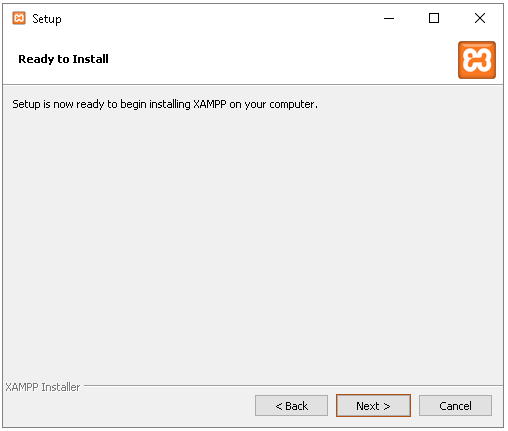 Setup
Ready to Install
Setup is now ready to begin installing XAMPP on your computer.
XAMPP Installer
< Back
Next >
Cancel